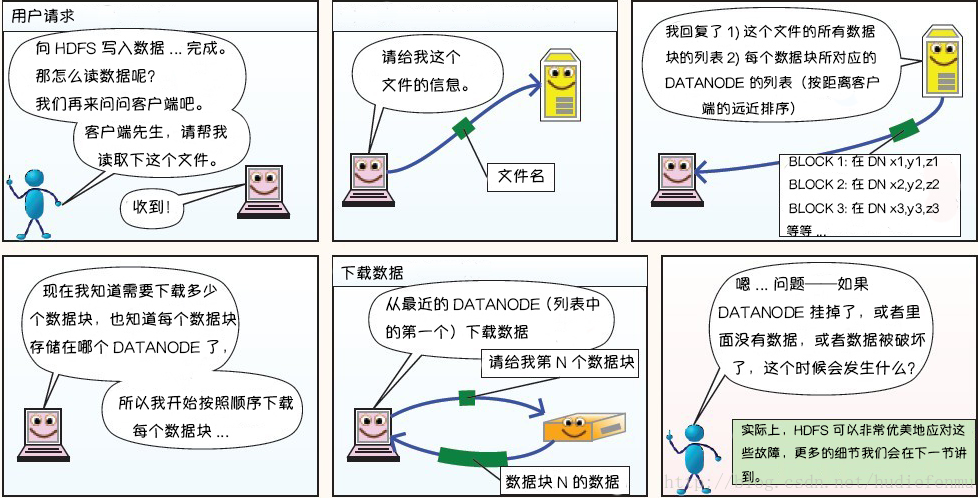 用户请求
向 HDFS 写入数据 ... 完成。
那怎么读数据呢?
我们再来问问客户端吧。
客户端先生，请帮我
读取下这个文件。
收到!
请给我这个
文件的信息。
文件名
我回复了 1) 这个文件的所有数据
块的列表 2) 每个数据块所对应的
DATANODE 的列表（按距离客户
端的远近排序）
BLOCK 1: 在 DN x1,y1,z1
BLOCK 2: 在 DN x2,y2,z2
BLOCK 3: 在 DN x3,y3,z3
等等 ...
现在我知道需要下载多少
个数据块，也知道每个数据块
存储在哪个 DATANODE 了，
所以我开始按照顺序下载
每个数据块 ...
下载数据
从最近的 DATANODE（列表中
的第一个）下载数据
请给我第 N 个数据块
数据块 N 的数据
嗯 ... 问题——如果
DATANODE 挂掉了，或者里
面没有数据，或者数据被破坏
了，这个时候会发生什么?
实际上，HDFS 可以非常优美地应对这
些故障，更多的细节我们会在下一节讲
到。